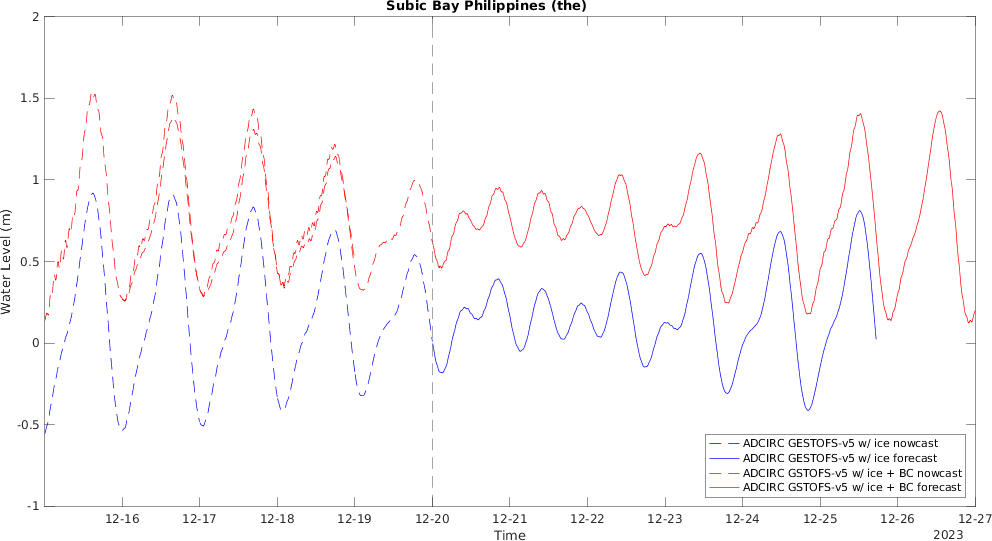 Subic Bay Philippines (the)
2
1.5
1
0.5
0
-0.5
-1
Water Level (m)
12-16 12-17 12-18 12-19 12-20 12-21 12-22 12-23 12-24 12-25 12-26 12-27
2023
Time
ADCIRC GESTOFS-v5 w/ ice nowcast
ADCIRC GESTOFS-v5 w/ ice forecast
ADCIRC GSTOFS-v5 w/ ice + BC nowcast
ADCIRC GSTOFS-v5 w/ ice + BC forecast